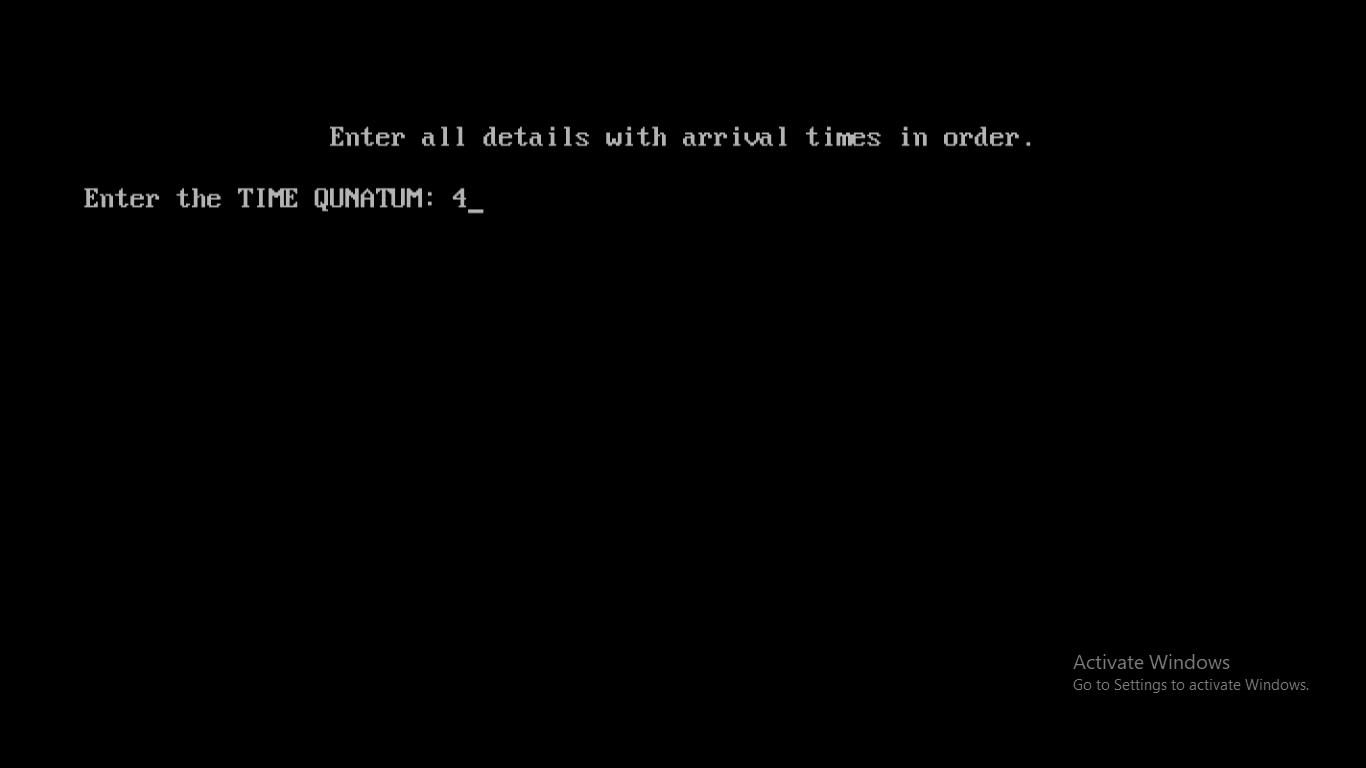 Enter all details with arrival times in order.
Enter the TIME QUNATUM: 4_
Activate Windows
Go to Settings to activate Windows.